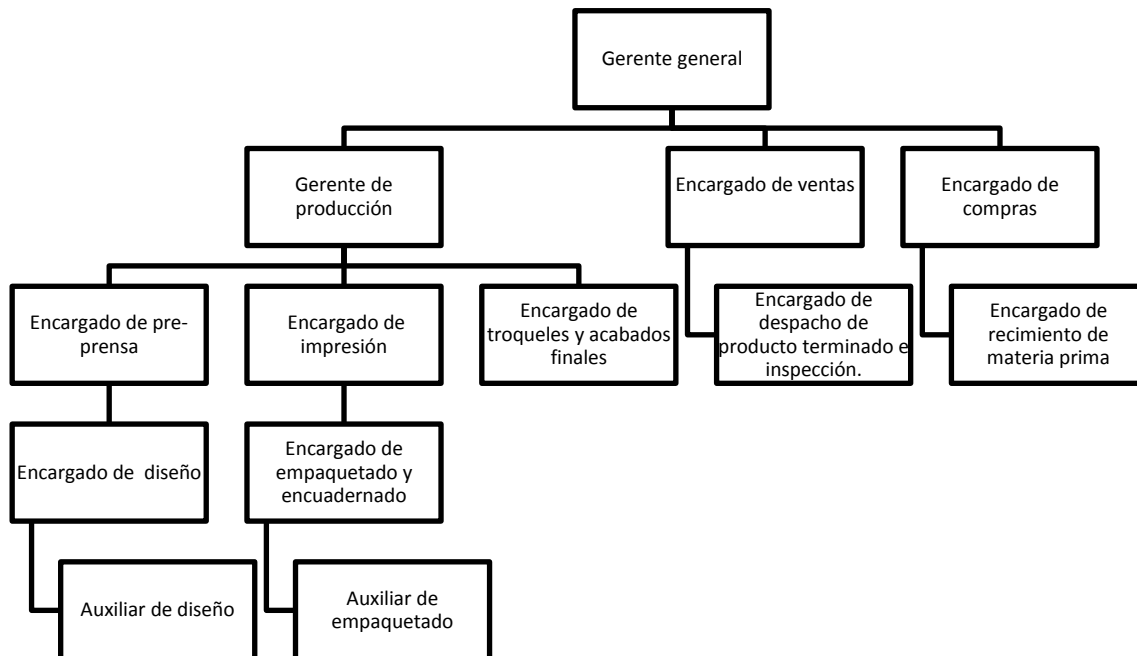 Gerente general
Gerente de
producción
Encargado de ventas
Encargado de
compras
Encargado de pre-
prensa
Encargado de
impresión
Encargado de
troqueles y acabados
finales
Encargado de
despacho de
producto terminado e
inspección.
Encargado de
recimiento de
materia prima
Encargado de  diseño
Encargado de
empaquetado y
encuadernado
Auxiliar de diseño
Auxiliar de
empaquetado